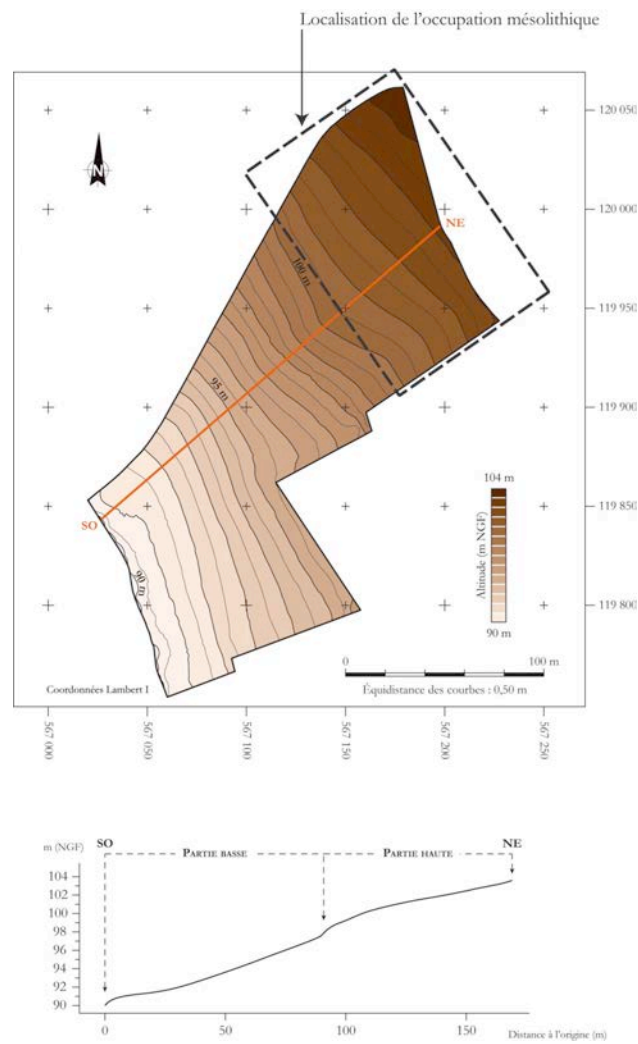 Localisation de l’occupation mésolithique
N
120 050
120 000
NE
100 m
119 950
95 m
119 900
104 m
Altitude (m NGF)
90 m
119 850
SO
90 m
119 800
0 100 m
Équidistance des courbes : 0,50 m
Coordonnées Lambert I
567 000
567 050
567 100
567 150
567 200
567 250
m (NGF)
SO NE
PARTIE BASSE PARTIE HAUTE
104
102
100
98
96
94
92
90
0 50 100 150 Distance à l’origine (m)